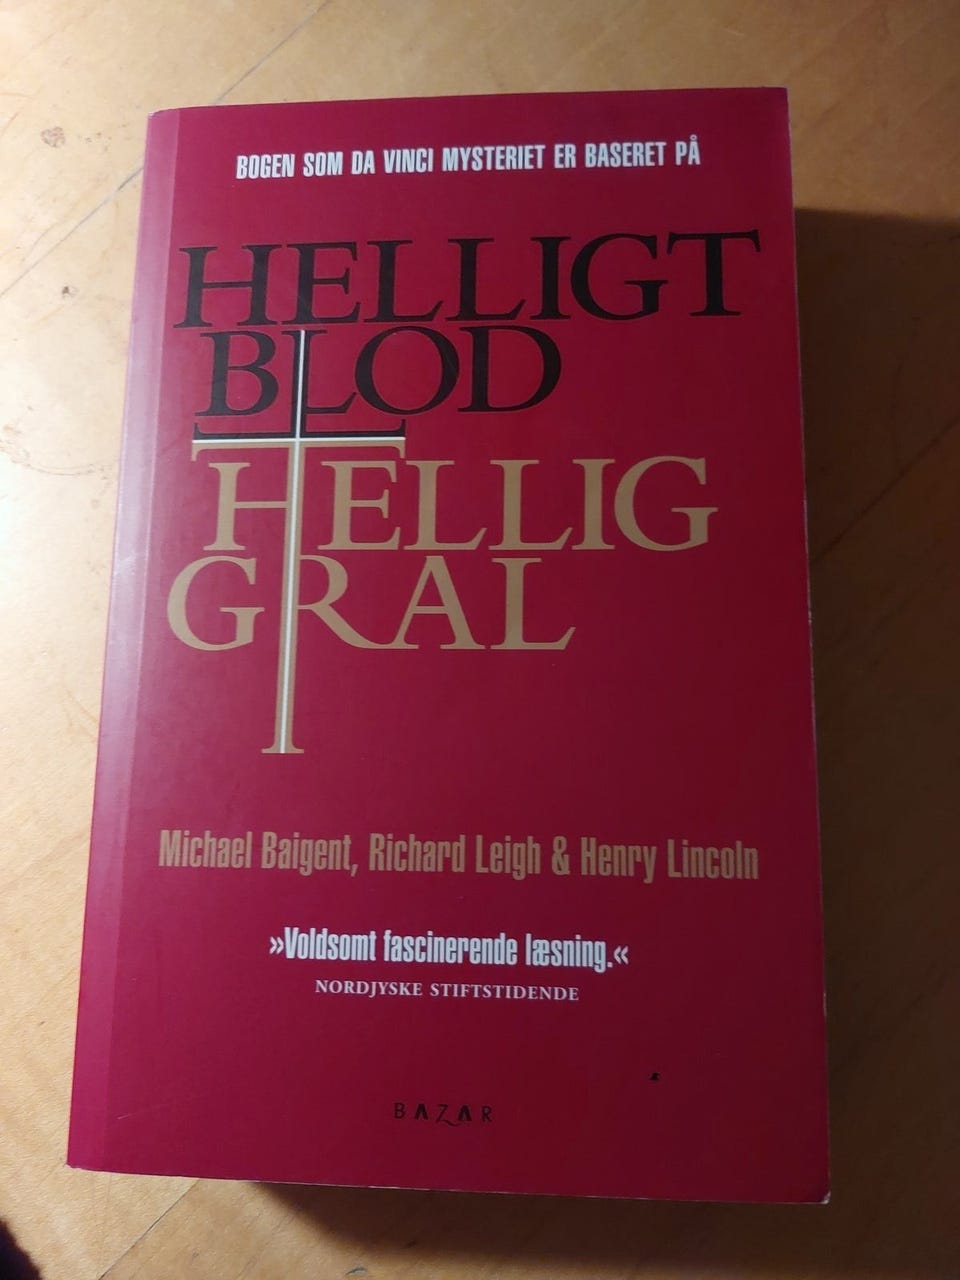 BOGEN SOM DA VINCI MYSTERIET ER BASERET PÅ
HELLIGT
BLOD
HELLIG
GRAL
Michael Baigent, Richard Leigh & Henry Lincoln
»Voldsomt fascinerende læsning.«
NORDJYSKE STIFTSTIDENDE
BAZAR